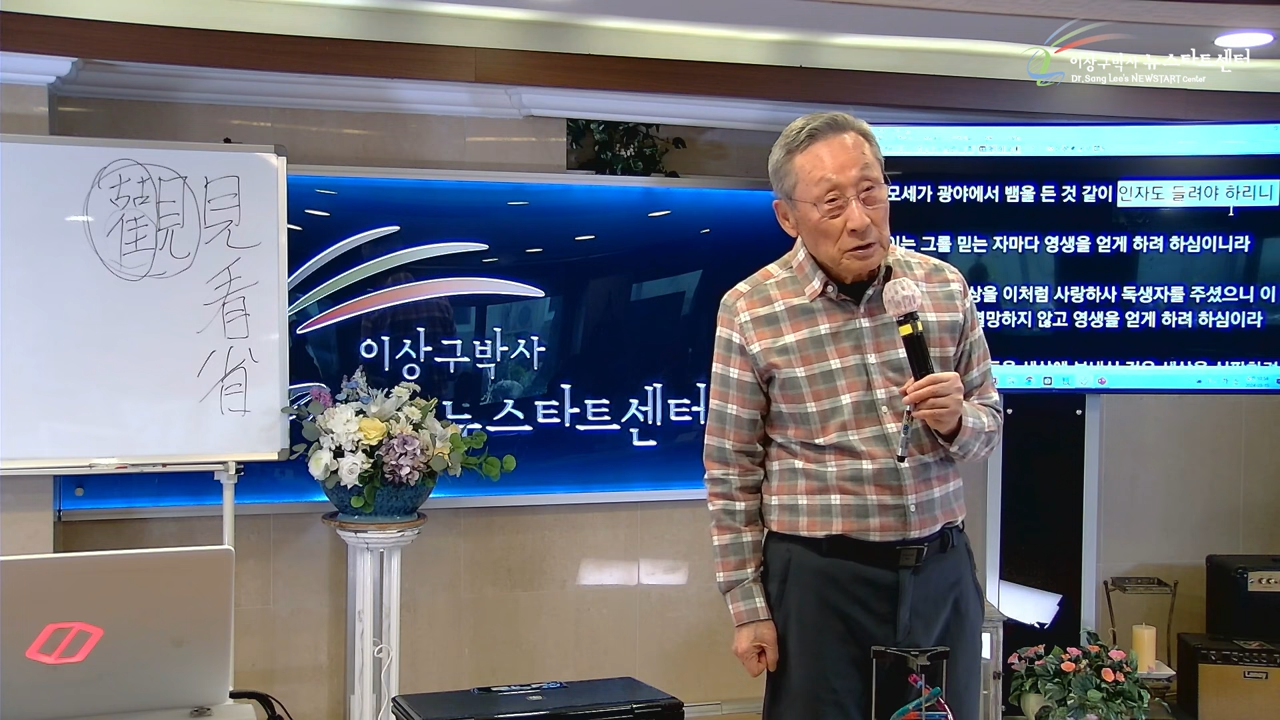 이상구박사 뉴스타트센터
Dr. Sang Lee's NEWSTART Center
觀見
看
省
이상구박사
뉴스타트센터
모세가 광야에서 뱀을 든 것 같이 인자도 들려야 하리니
는 그를 믿는 자마다 영생을 얻게 하려 하심이니라
상을 이처럼 사랑하사 독생자를 주셨으니 이
멸망하지 않고 영생을 얻게 하려 하심이라
Laney